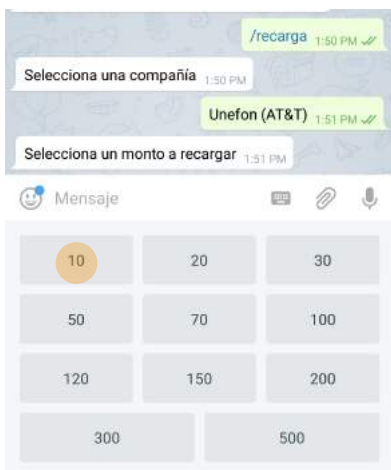 /recarga 1:50 PM
Selecciona una compañía 1:50 PM
Unefon (AT&T) 1:51 PM
Selecciona un monto a recargar 1:51 PM
Mensaje
10 20 30
50 70 100
120 150 200
300 500